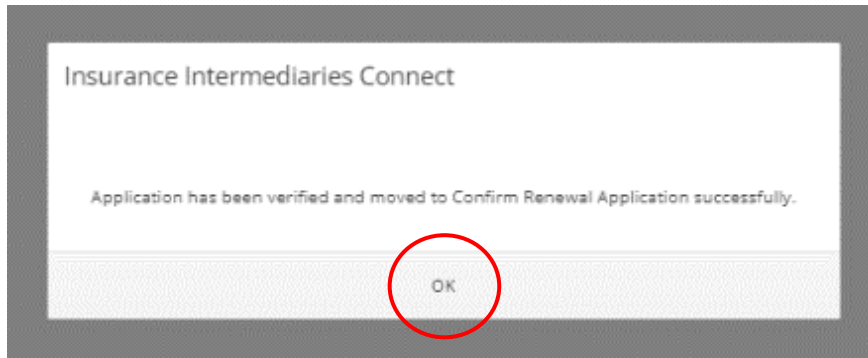 Insurance Intermediaries Connect
Application has been verified and moved to Confirm Renewal Application successfully.
OK